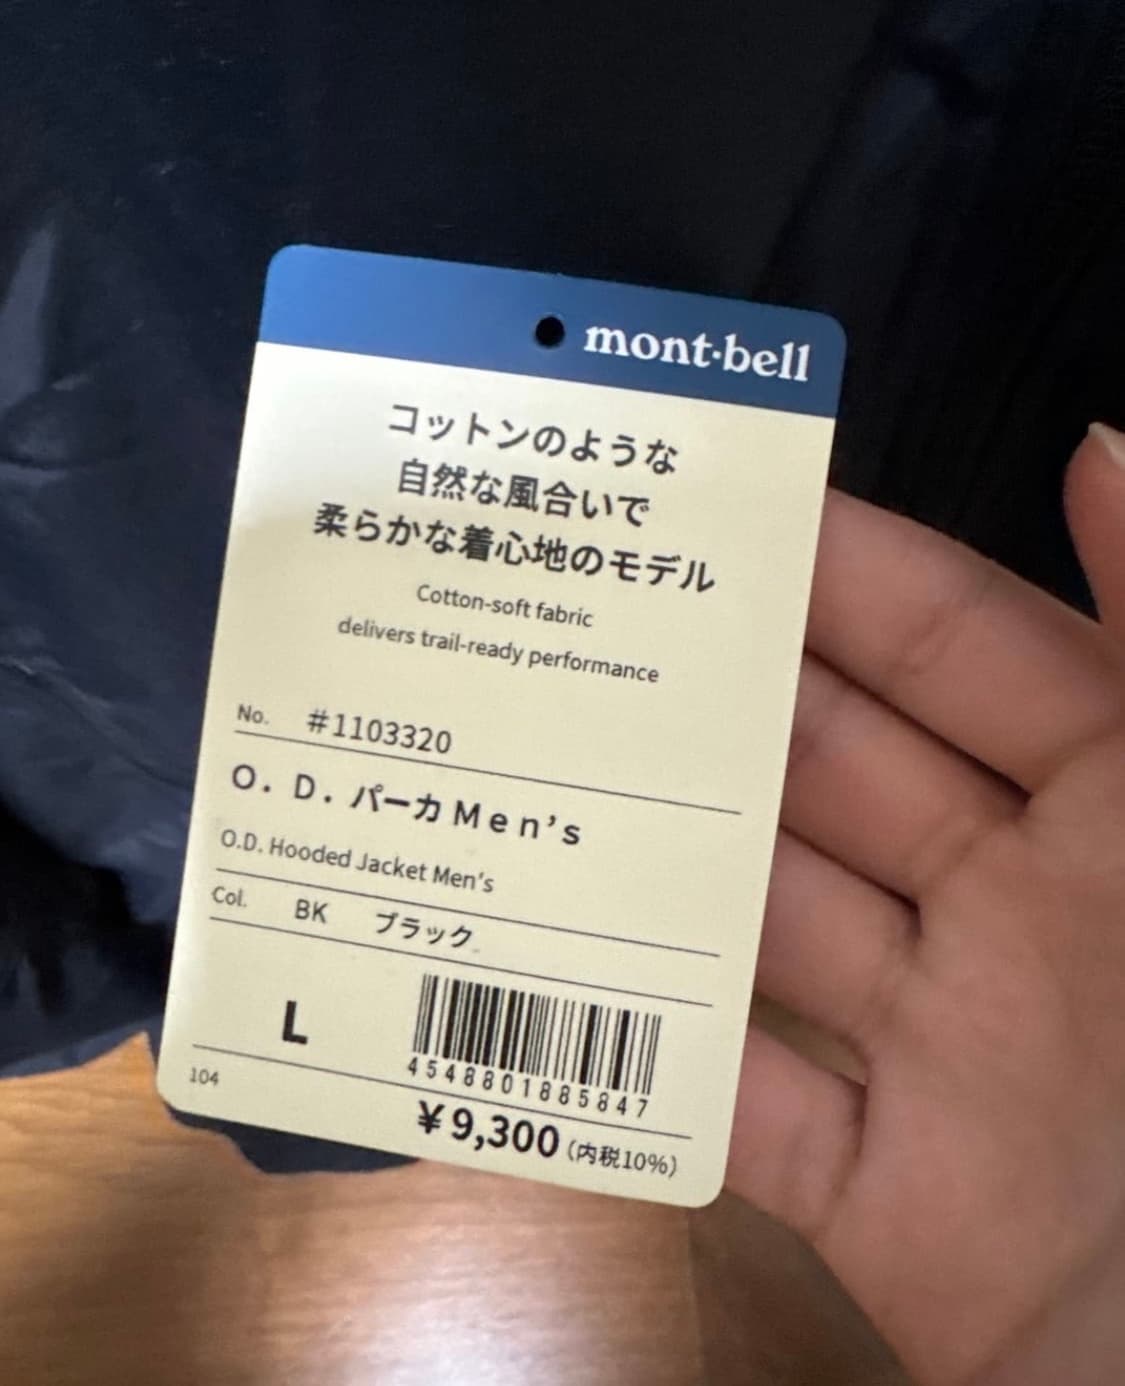 mont·bell
コットンのような
自然な風合いで
柔らかな着心地のモデル
Cotton-soft fabric
delivers trail-ready performance
No. #1103320
O. D. パーカ Men's
O.D. Hooded Jacket Men's
Col. BK ブラック
L
4548801885847
104
¥9,300 (内税10%)